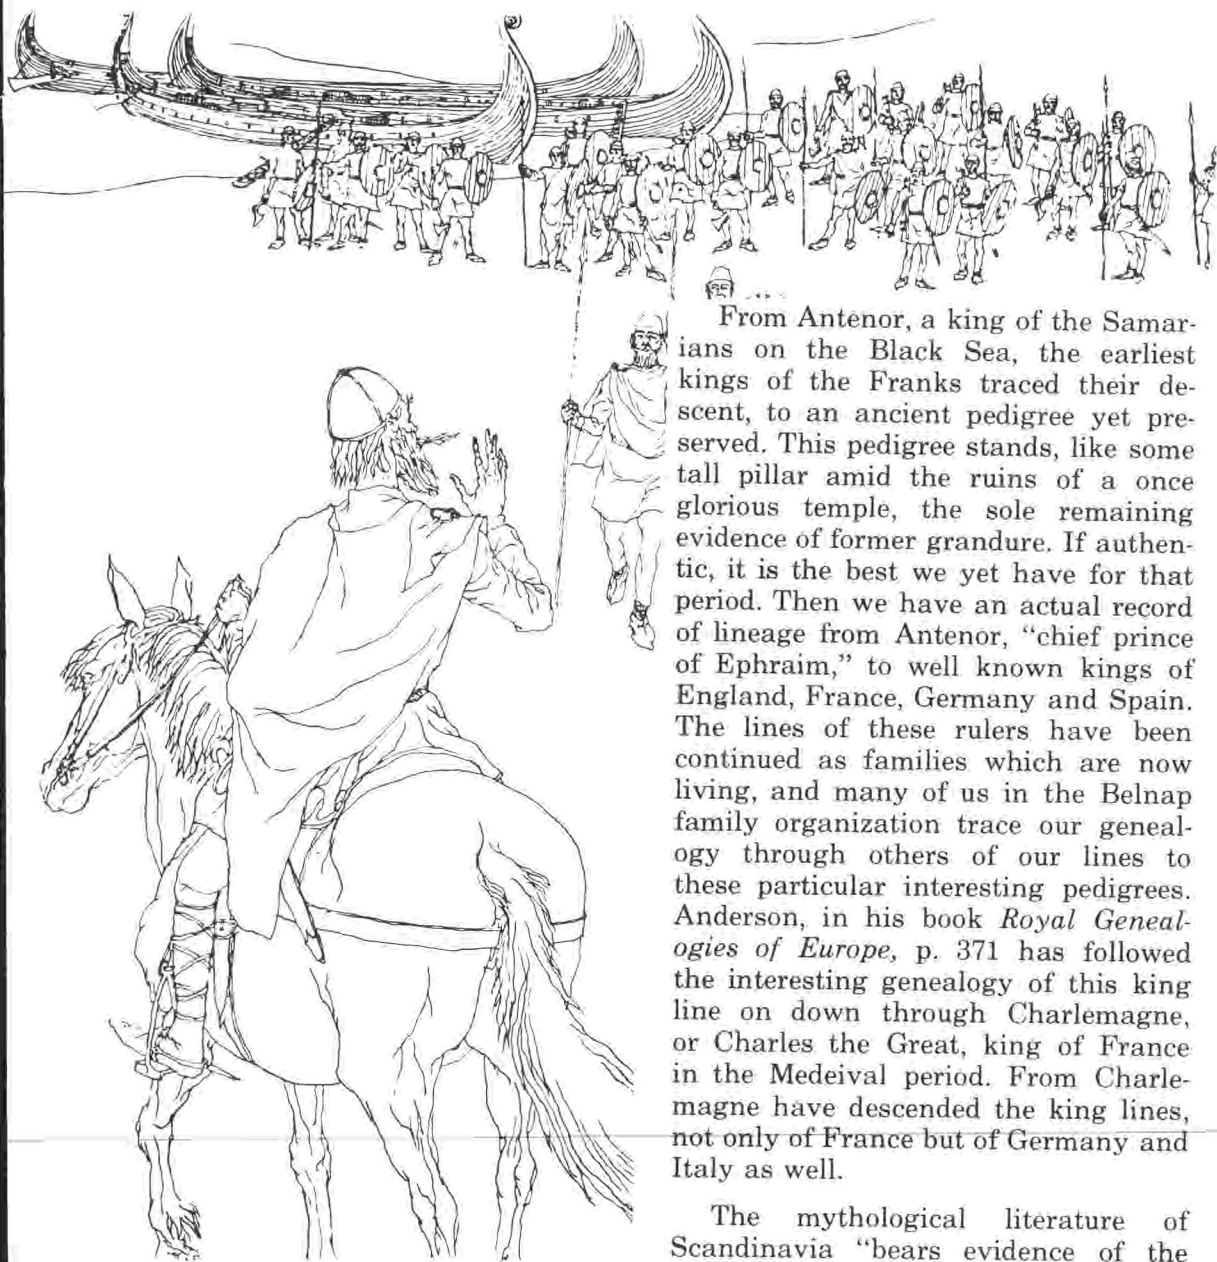 From Antenor, a king of the Samar-
ians on the Black Sea, the earliest
kings of the Franks traced their de-
scent, to an ancient pedigree yet pre-
served. This pedigree stands, like some
tall pillar amid the ruins of a once
glorious temple, the sole remaining
evidence of former grandure. If authen-
tic, it is the best we yet have for that
period. Then we have an actual record
of lineage from Antenor, “chief prince
of Ephraim,” to well known kings of
England, France, Germany and Spain.
The lines of these rulers have been
continued as families which are now
living, and many of us in the Belnap
family organization trace our geneal-
ogy through others of our lines to
these particular interesting pedigrees.
Anderson, in his book Royal Geneal-
ogies of Europe, p. 371 has followed
the interesting genealogy of this king
line on down through Charlemagne,
or Charles the Great, king of France
in the Medeival period. From Charle-
magne have descended the king lines,
not only of France but of Germany and
Italy as well.
The mythological literature of
Scandinavia “bears evidence of the